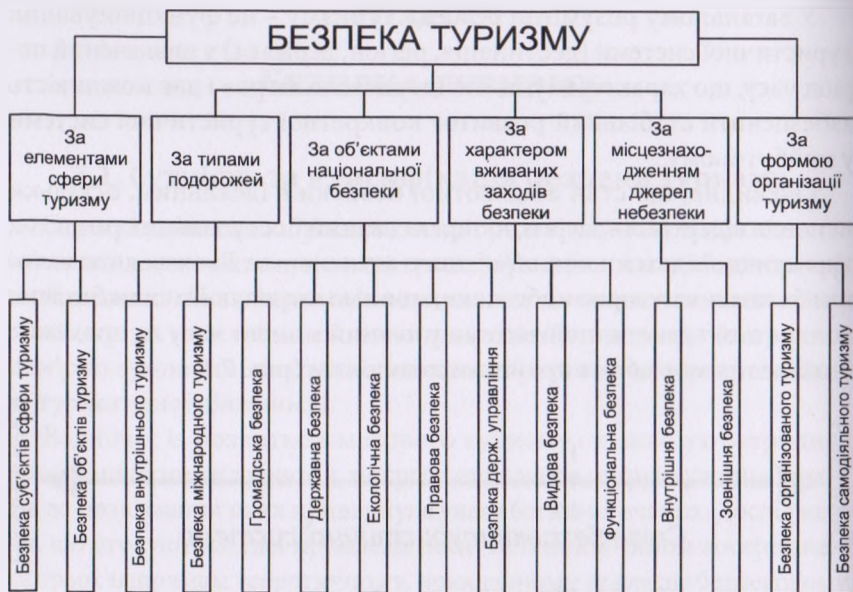 БЕЗПЕКА ТУРИЗМУ
За
елементами
сфери
туризму
За типами
цілей
За об'єктами
національної
безпеки
За
характером
вживаних
заходів
безпеки
За
місцезнахо-
дженням
джерел
небезпеки
За
формою
організації
туризму
Безпека суб'єктів сфери туризму
Безпека об'єктів туризму
Безпека внутрішнього туризму
Безпека міжнародного туризму
Громадська безпека
Державна безпека
Екологічна безпека
Правова безпека
Безпека держ. управління
Видова безпека
Функціональна безпека
Внутрішня безпека
Зовнішня безпека
Безпека організованого туризму
Безпека самодіяльного туризму